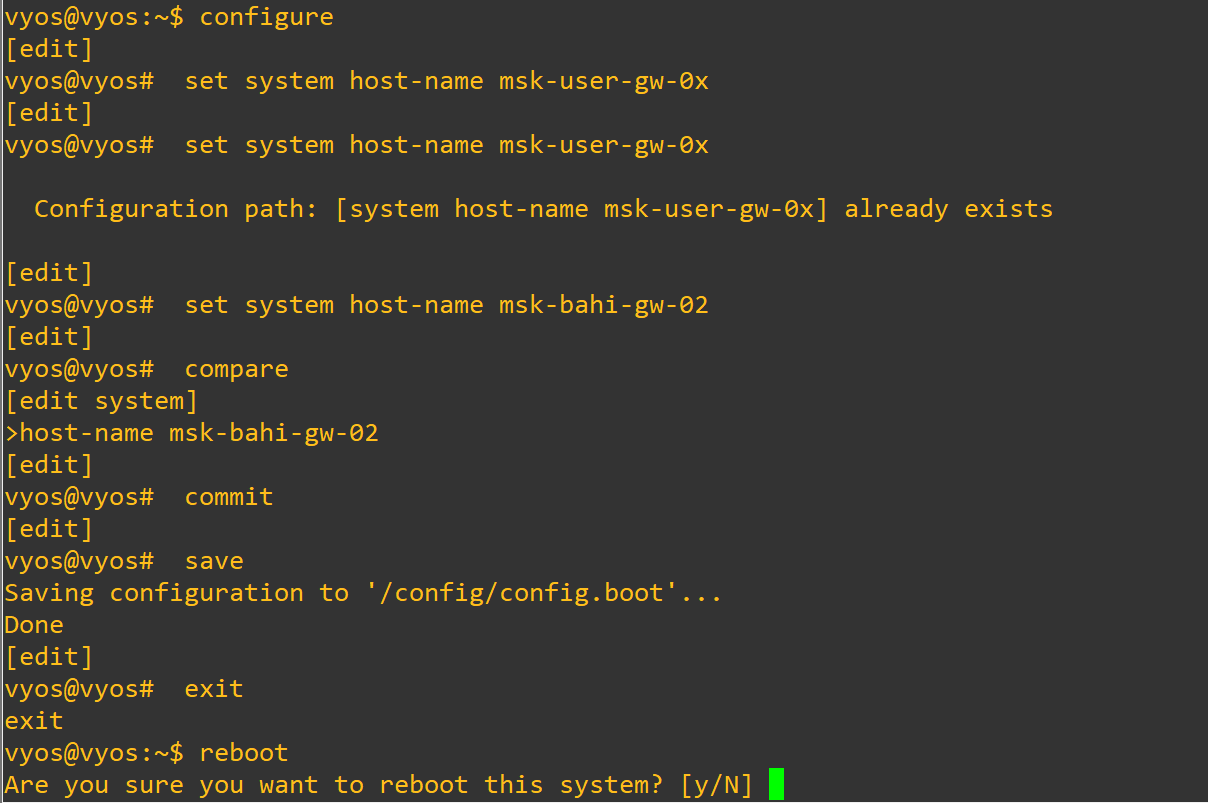 vyos@vyos:~$ configure
[edit]
vyos@vyos#  set system host-name msk-user-gw-0x
[edit]
vyos@vyos#  set system host-name msk-user-gw-0x
  Configuration path: [system host-name msk-user-gw-0x] already exists
[edit]
vyos@vyos#  set system host-name msk-bahi-gw-02
[edit]
vyos@vyos#  compare
[edit system]
>host-name msk-bahi-gw-02
[edit]
vyos@vyos#  commit
[edit]
vyos@vyos#  save
Saving configuration to '/config/config.boot'...
Done
[edit]
vyos@vyos#  exit
exit
vyos@vyos:~$ reboot
Are you sure you want to reboot this system? [y/N]